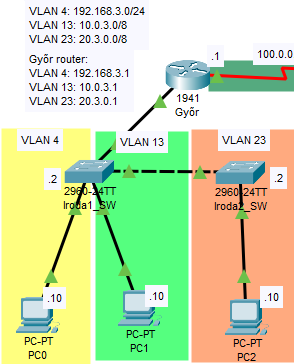 VLAN 4: 192.168.3.0/24
VLAN 13: 10.0.3.0/8
VLAN 23: 20.3.0.0/8
Győr router:
VLAN 4: 192.168.3.1
VLAN 13: 10.0.3.1
VLAN 23: 20.3.0.1
.1
100.0.0
1941
Győr
VLAN 4
VLAN 13
VLAN 23
.2
2960-24TT
Iroda1_SW
.2
2960-24TT
Iroda2_SW
.10
PC-PT
PC0
.10
PC-PT
PC1
.10
PC-PT
PC2